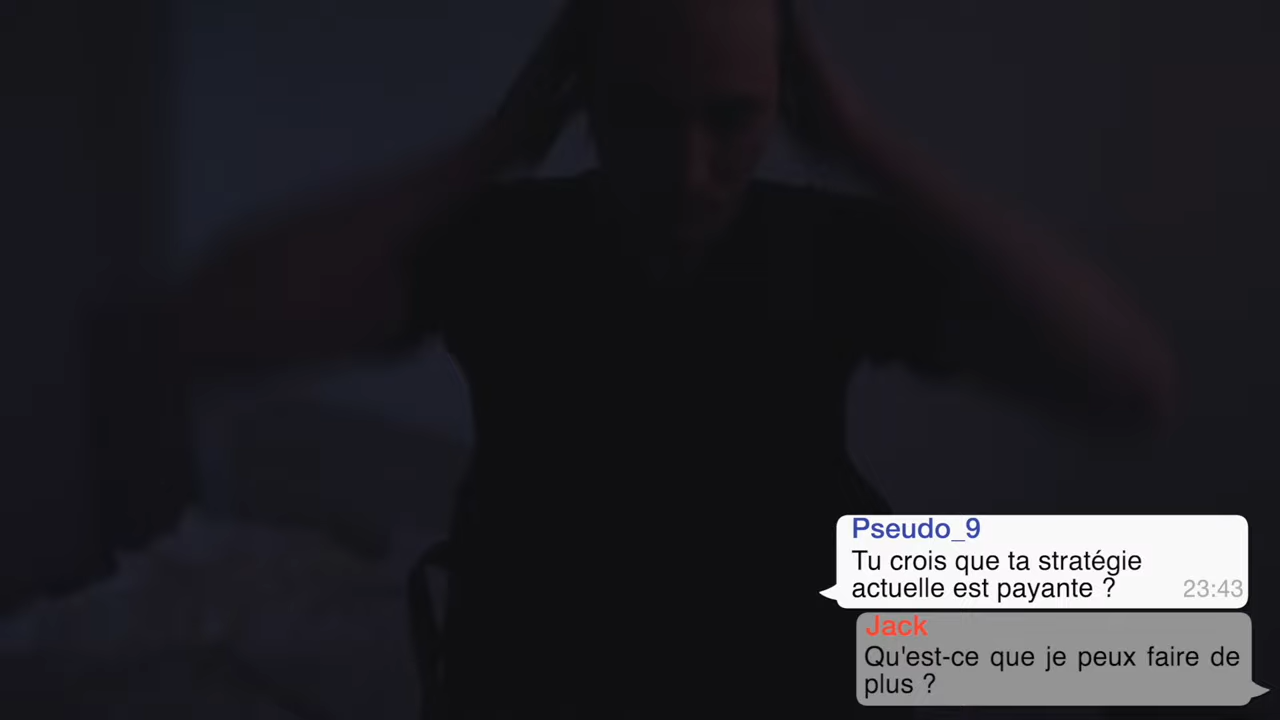 Pseudo_9
Tu crois que ta stratégie
actuelle est payante ?
23:43
Jack
Qu'est-ce que je peux faire de
plus ?